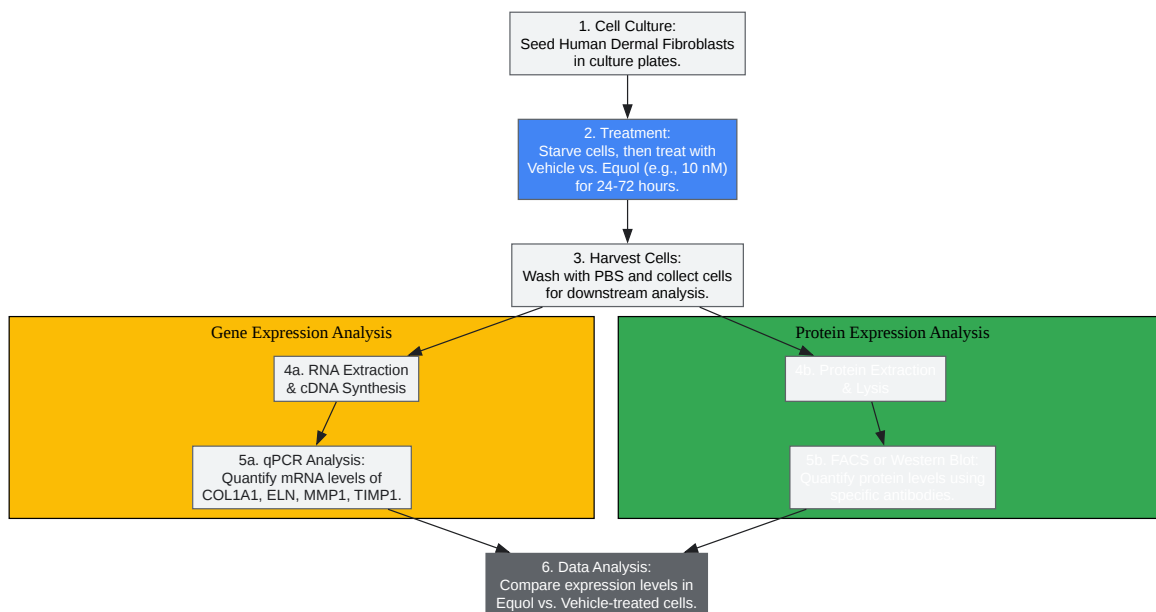 1. Cell Culture:
Seed Human Dermal Fibroblasts
in culture plates.
2. Treatment:
Starve cells, then treat with
Vehicle vs. Equol (e.g., 10 nM)
for 24-72 hours.
3. Harvest Cells:
Wash with PBS and collect cells
for downstream analysis.
Gene Expression Analysis
4a. RNA Extraction
& cDNA Synthesis
5a. qPCR Analysis:
Quantify mRNA levels of
COL1A1, ELN, MMP1, TIMP1.
Protein Expression Analysis
4b. Protein Extraction
& Lysis
5b. FACS or Western Blot:
Quantify protein levels using
specific antibodies.
6. Data Analysis:
Compare expression levels in
Equol vs. Vehicle-treated cells.